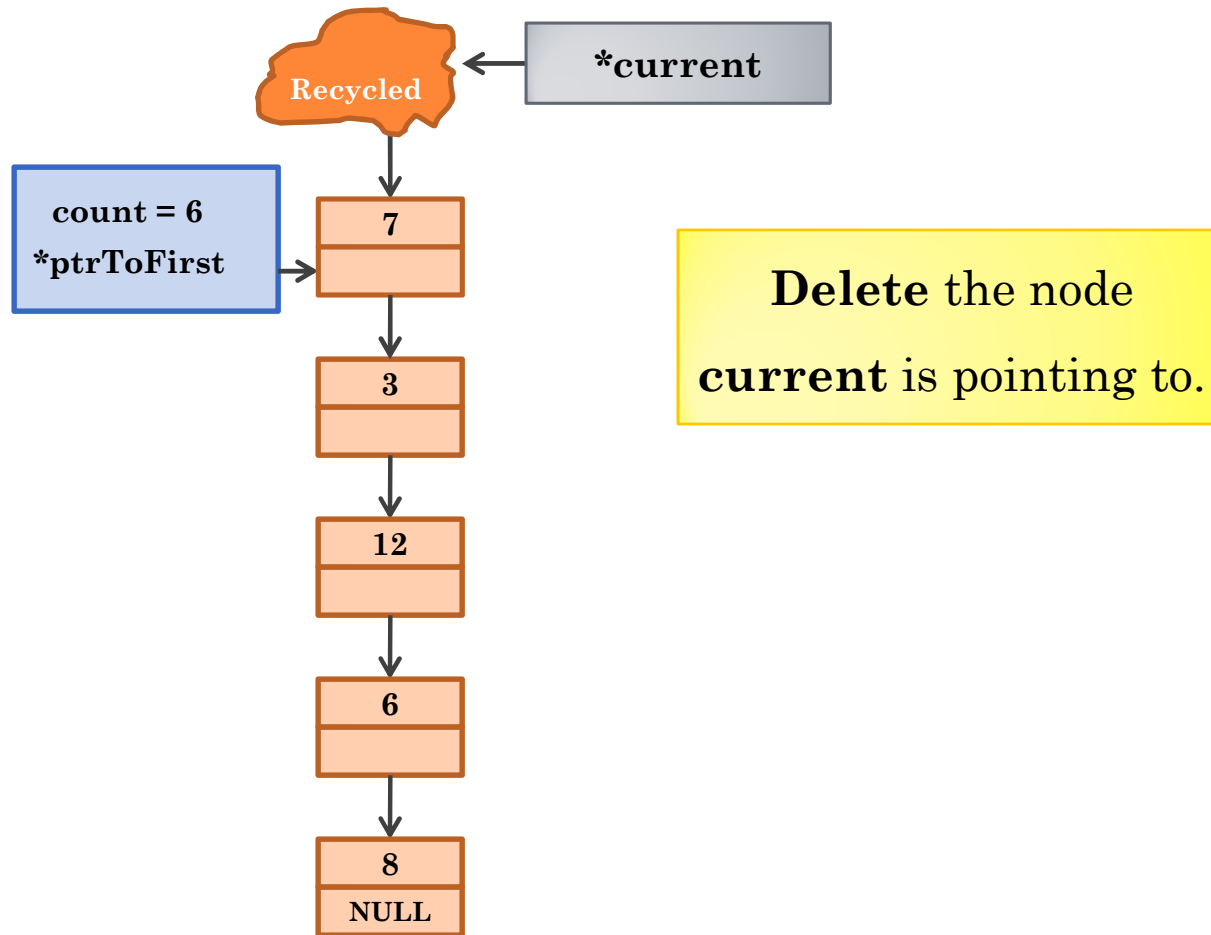 Recycled
*current
count = 6
*ptrToFirst
7
3
12
6
8
NULL
Delete the node
current is pointing to.